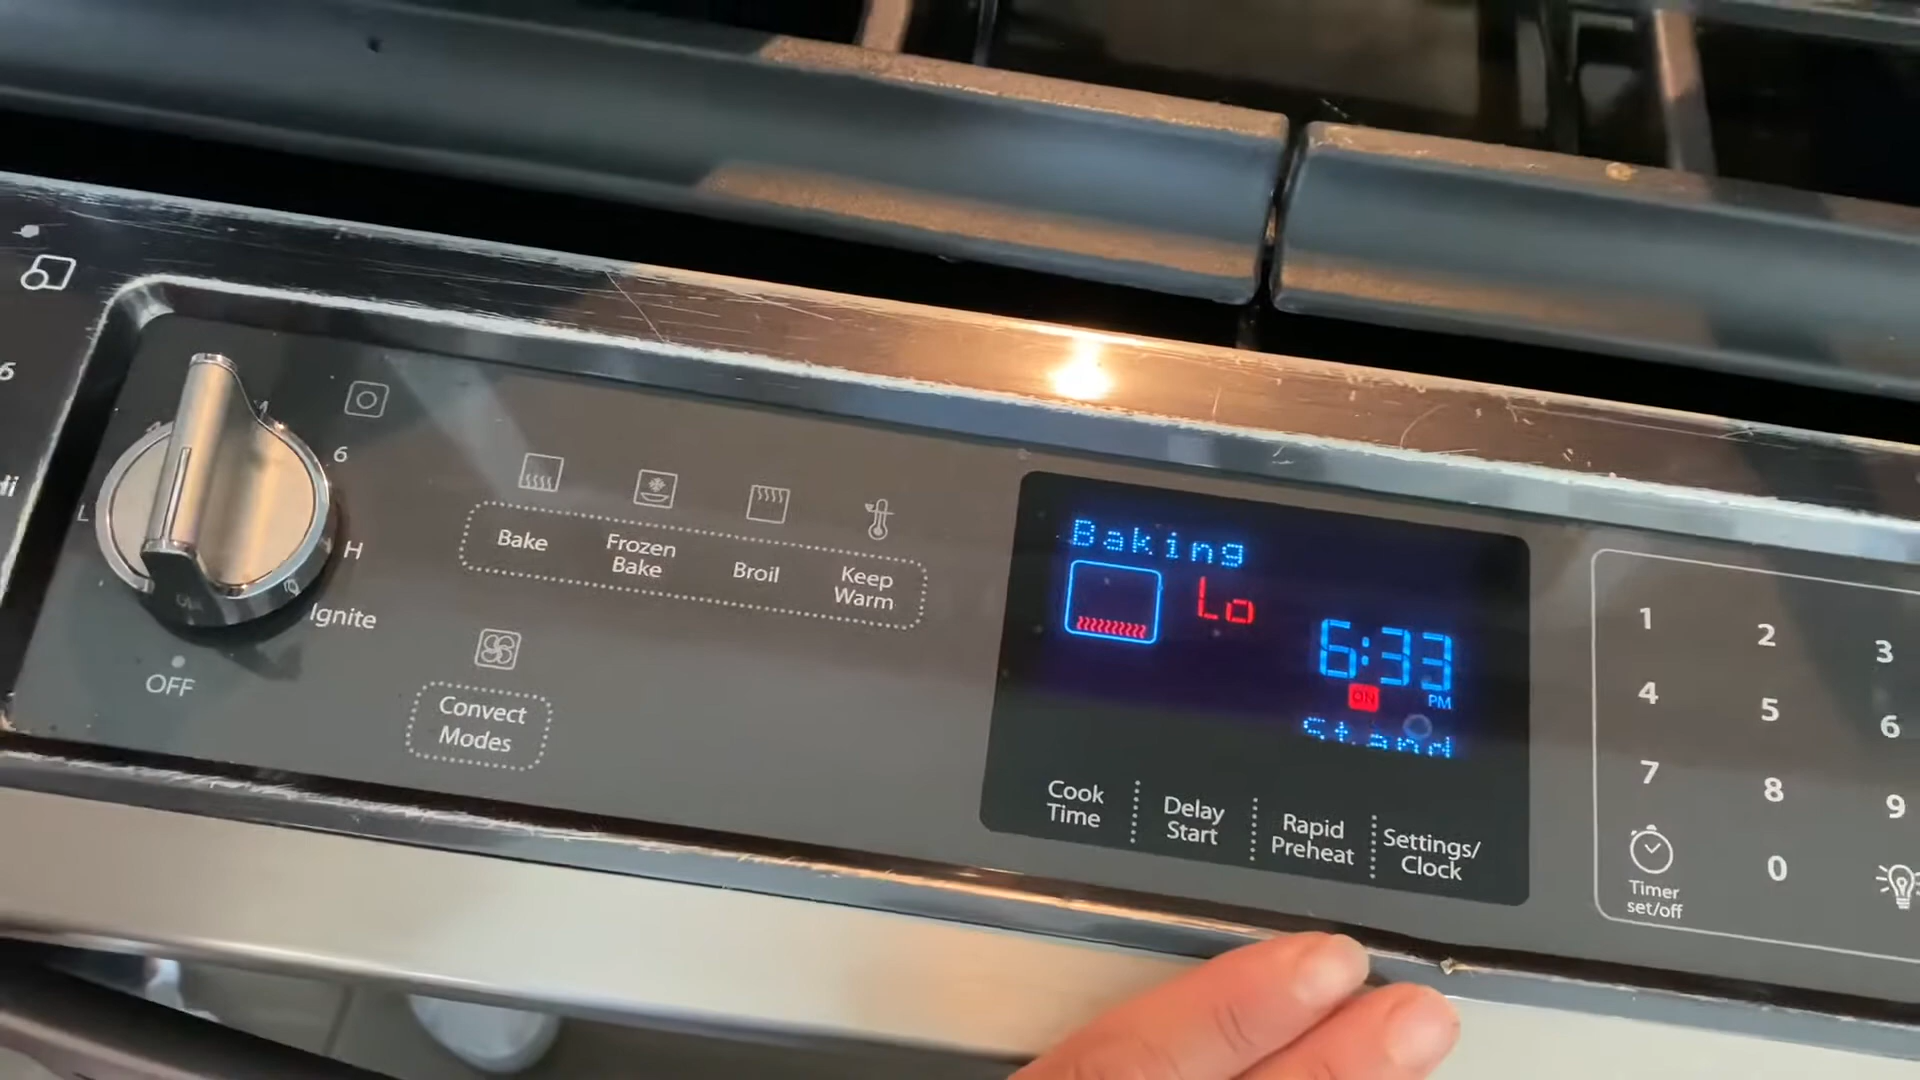 6
Hi
L
6
H
Ignite
OFF
Bake
Frozen
Bake
Broil
Keep
Warm
Convect
Modes
Baking
Lo
6:33
ON
PM
Stand
Cook
Time
Delay
Start
Rapid
Preheat
Settings/
Clock
1 2 3
4 5 6
7 8 9
0
Timer
set/off